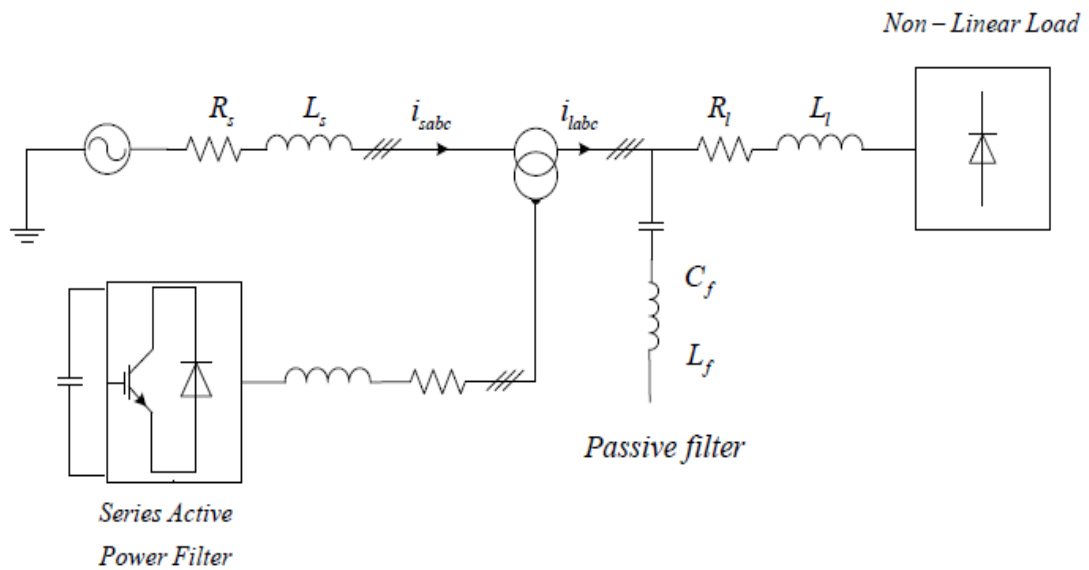 Non – Linear Load
R_s
L_s
i_sabc
i_labc
R_l
L_l
C_f
L_f
Passive filter
Series Active
Power Filter